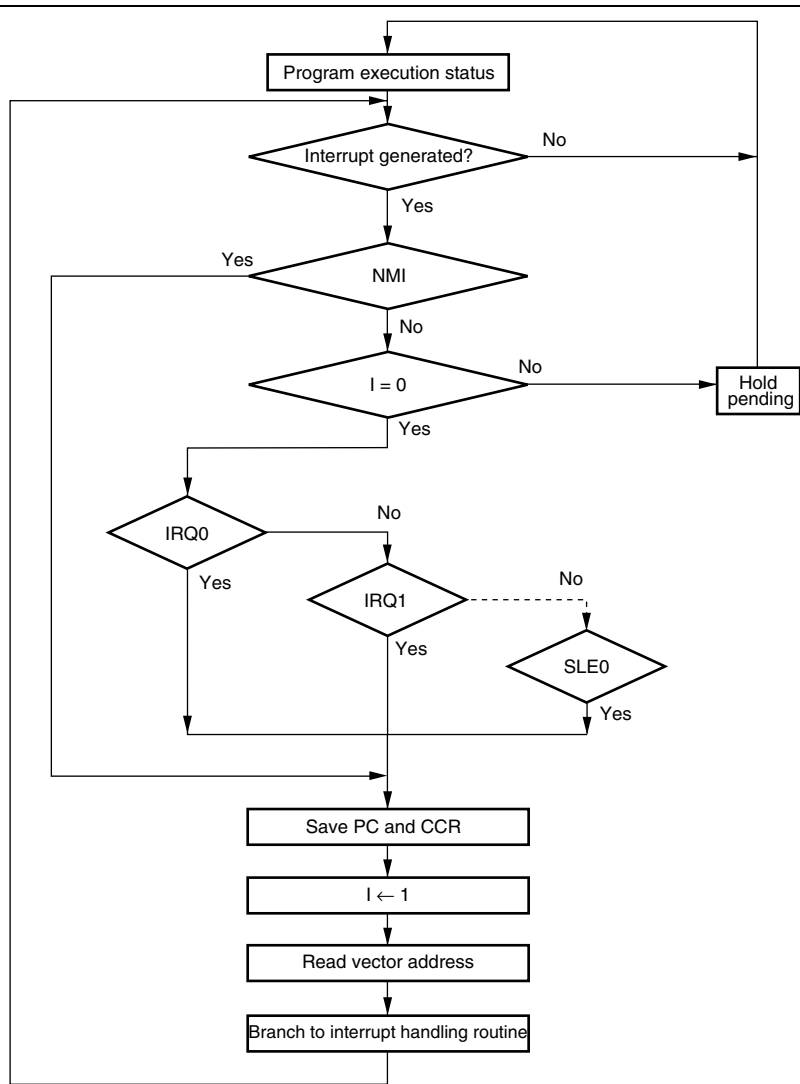 Program execution status
Interrupt generated?
No
Yes
Yes
NMI
No
I = 0
No
Hold
pending
Yes
IRQ0
No
Yes
IRQ1
No
Yes
SLE0
Yes
Save PC and CCR
I ← 1
Read vector address
Branch to interrupt handling routine